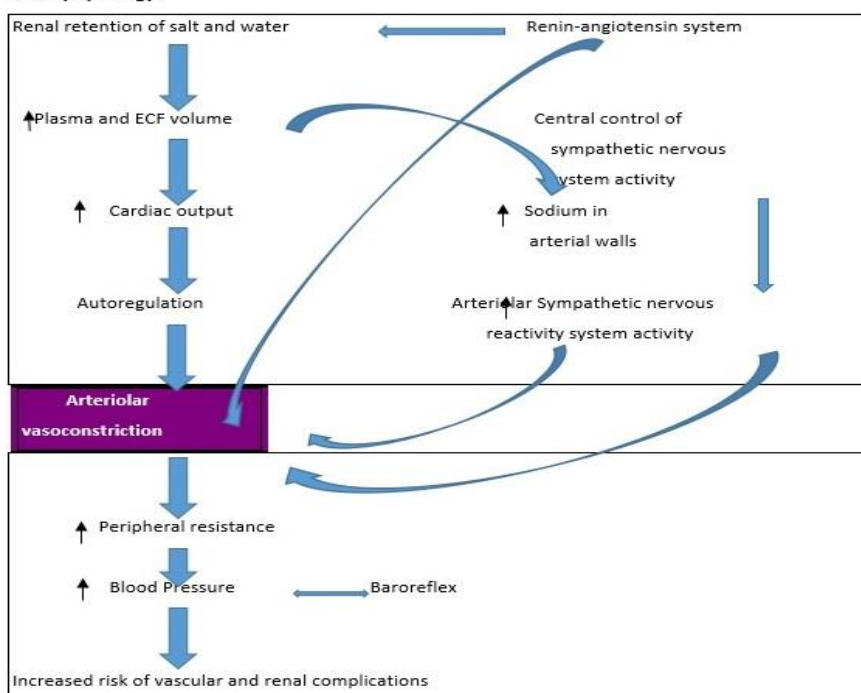 Renal retention of salt and water
Renin-angiotensin system
Plasma and ECF volume
Central control of
sympathetic nervous
system activity
Cardiac output
Sodium in
arterial walls
Autoregulation
Arteriolar Sympathetic nervous
reactivity system activity
Arteriolar
vasoconstriction
Peripheral resistance
Blood Pressure
Baroreflex
Increased risk of vascular and renal complications